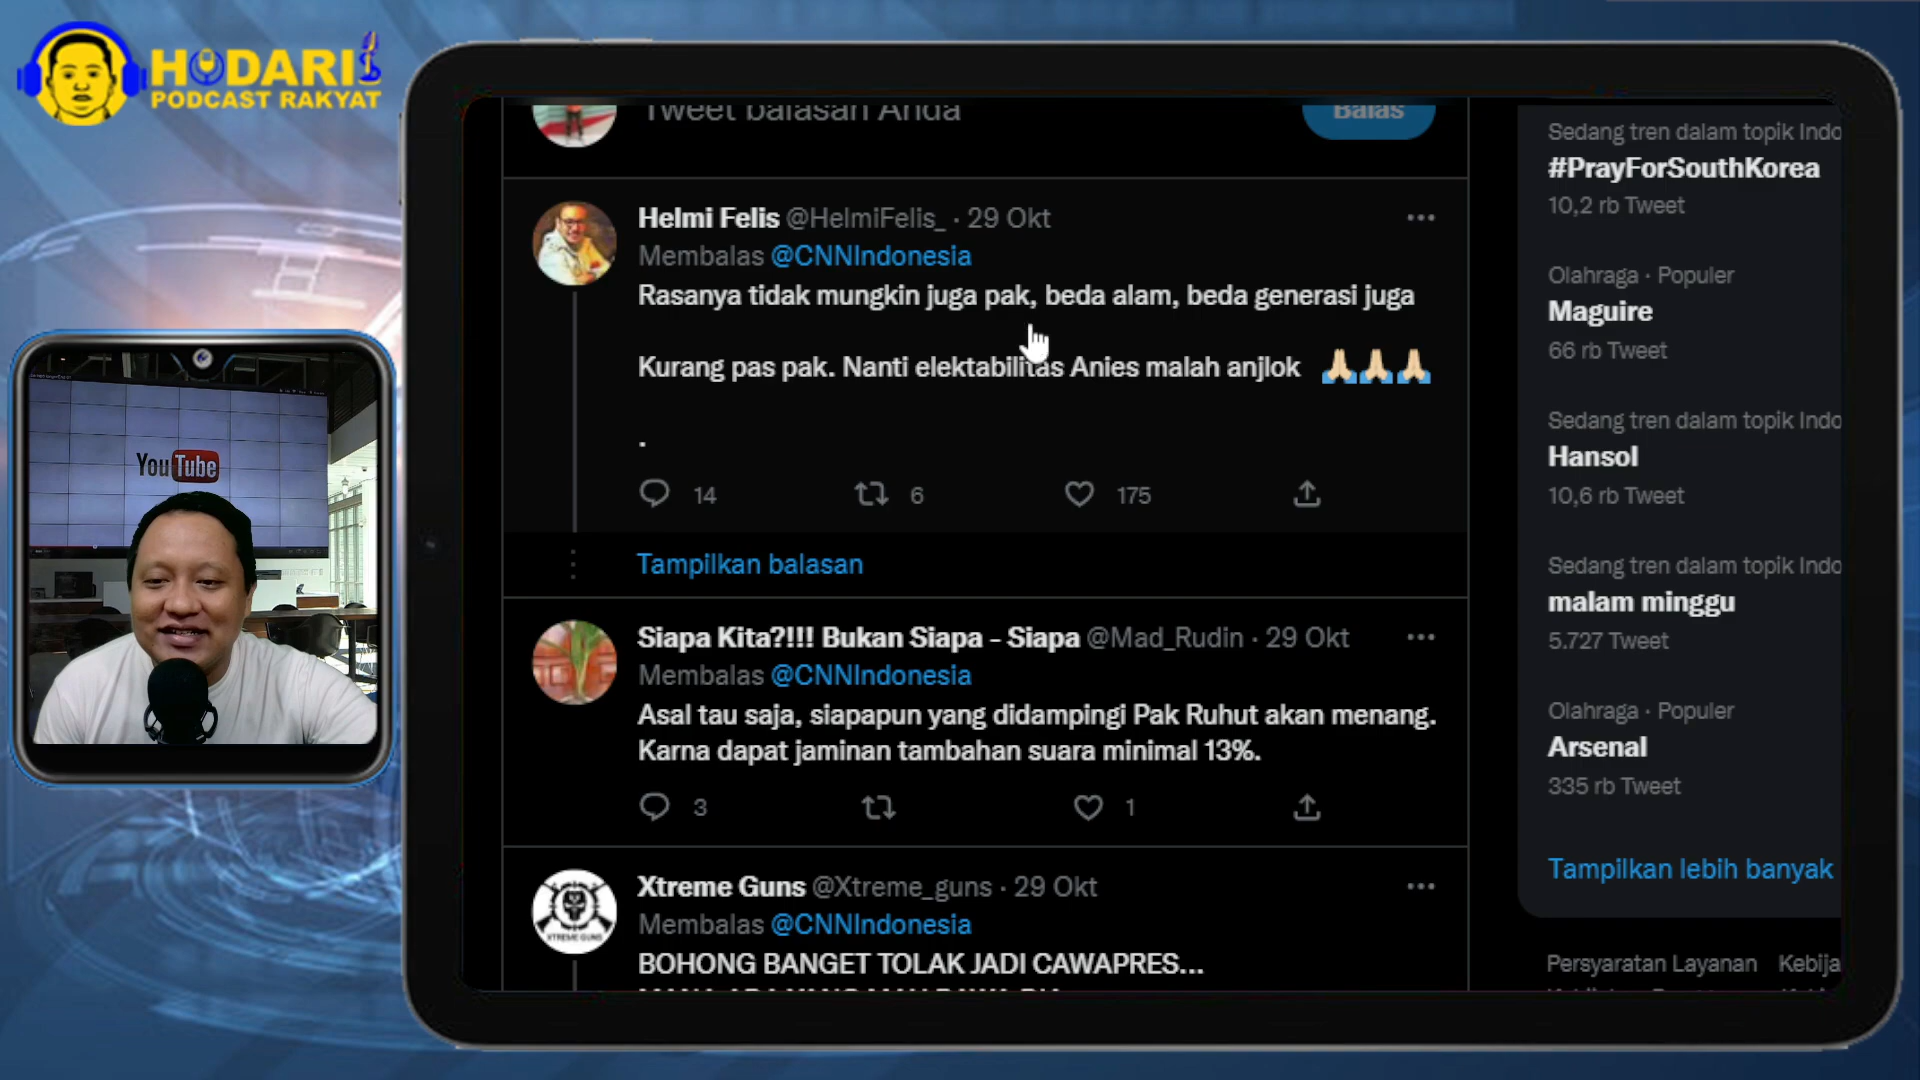 HODARI
PODCAST RAKYAT
YouTube
Tweet balasan Anda
Balas
Helmi Felis @HelmiFelis_ · 29 Okt
Membalas @CNNIndonesia
Rasanya tidak mungkin juga pak, beda alam, beda generasi juga
Kurang pas pak. Nanti elektabilitas Anies malah anjlok 🙏🏻🙏🏻🙏🏻
.
14 6 175
Tampilkan balasan
Siapa Kita?!!! Bukan Siapa - Siapa @Mad_Rudin · 29 Okt
Membalas @CNNIndonesia
Asal tau saja, siapapun yang didampingi Pak Ruhut akan menang.
Karna dapat jaminan tambahan suara minimal 13%.
3 1
XTREME GUNS
Xtreme Guns @Xtreme_guns · 29 Okt
Membalas @CNNIndonesia
BOHONG BANGET TOLAK JADI CAWAPRES...
Sedang tren dalam topik Indo
#PrayForSouthKorea
10,2 rb Tweet
Olahraga · Populer
Maguire
66 rb Tweet
Sedang tren dalam topik Indo
Hansol
10,6 rb Tweet
Sedang tren dalam topik Indo
malam minggu
5.727 Tweet
Olahraga · Populer
Arsenal
335 rb Tweet
Tampilkan lebih banyak
Persyaratan Layanan Kebija